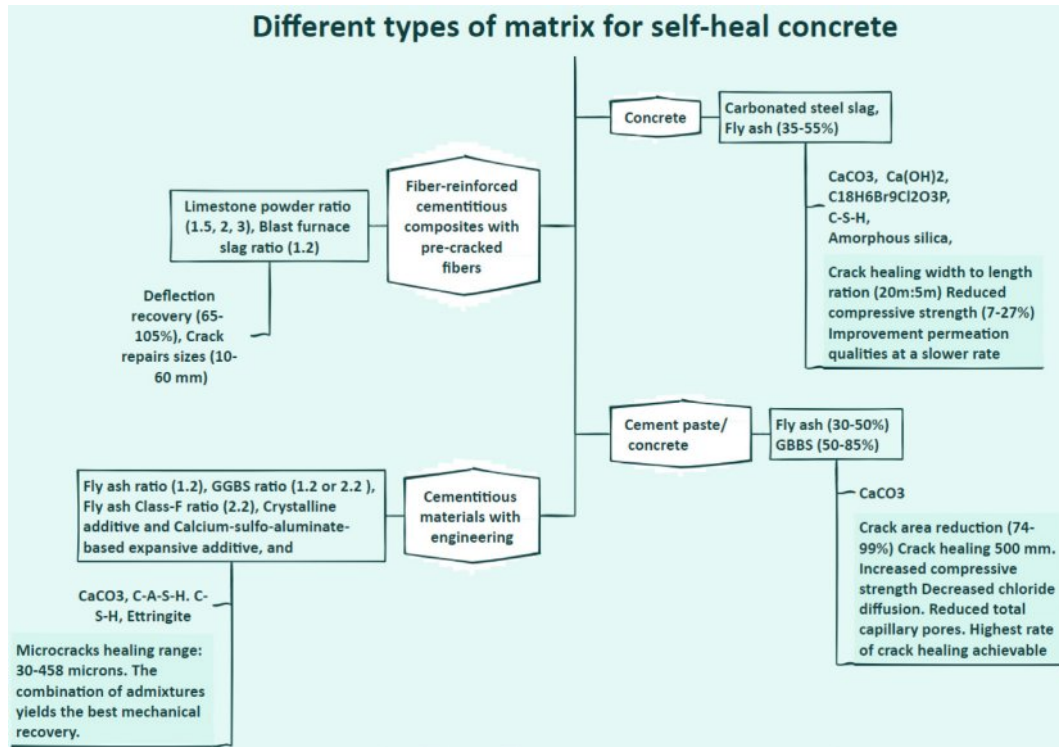 Different types of matrix for self-heal concrete
Concrete
Carbonated steel slag,
Fly ash (35-55%)
CaCO3, Ca(OH)2,
C18H6Br9Cl2O3P,
C-S-H,
Amorphous silica,
Crack healing width to length
ration (20m:5m) Reduced
compressive strength (7-27%)
Improvement permeation
qualities at a slower rate
Fiber-reinforced
cementitious
composites with
pre-cracked
fibers
Limestone powder ratio
(1.5, 2, 3), Blast furnace
slag ratio (1.2)
Deflection
recovery (65-
105%), Crack
repairs sizes (10-
60 mm)
Cement paste/
concrete
Fly ash (30-50%)
GBBS (50-85%)
CaCO3
Crack area reduction (74-
99%) Crack healing 500 mm.
Increased compressive
strength Decreased chloride
diffusion. Reduced total
capillary pores. Highest rate
of crack healing achievable
Cementitious
materials with
engineering
Fly ash ratio (1.2), GGBS ratio (1.2 or 2.2 ),
Fly ash Class-F ratio (2.2), Crystalline
additive and Calcium-sulfo-aluminate-
based expansive additive, and
CaCO3, C-A-S-H. C-
S-H, Ettringite
Microcracks healing range:
30-458 microns. The
combination of admixtures
yields the best mechanical
recovery.